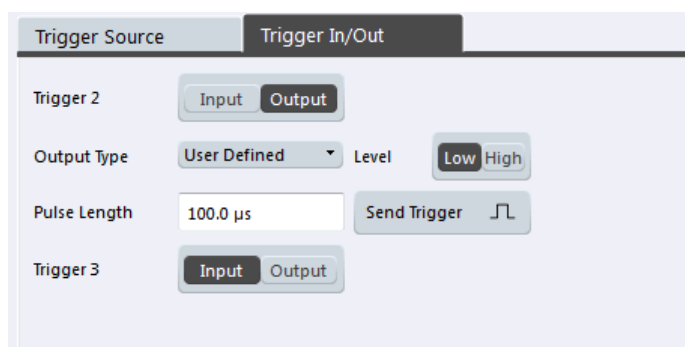 Trigger Source Trigger In/Out
Trigger 2 Input Output
Output Type User Defined Level Low High
Pulse Length 100.0 µs Send Trigger
Trigger 3 Input Output